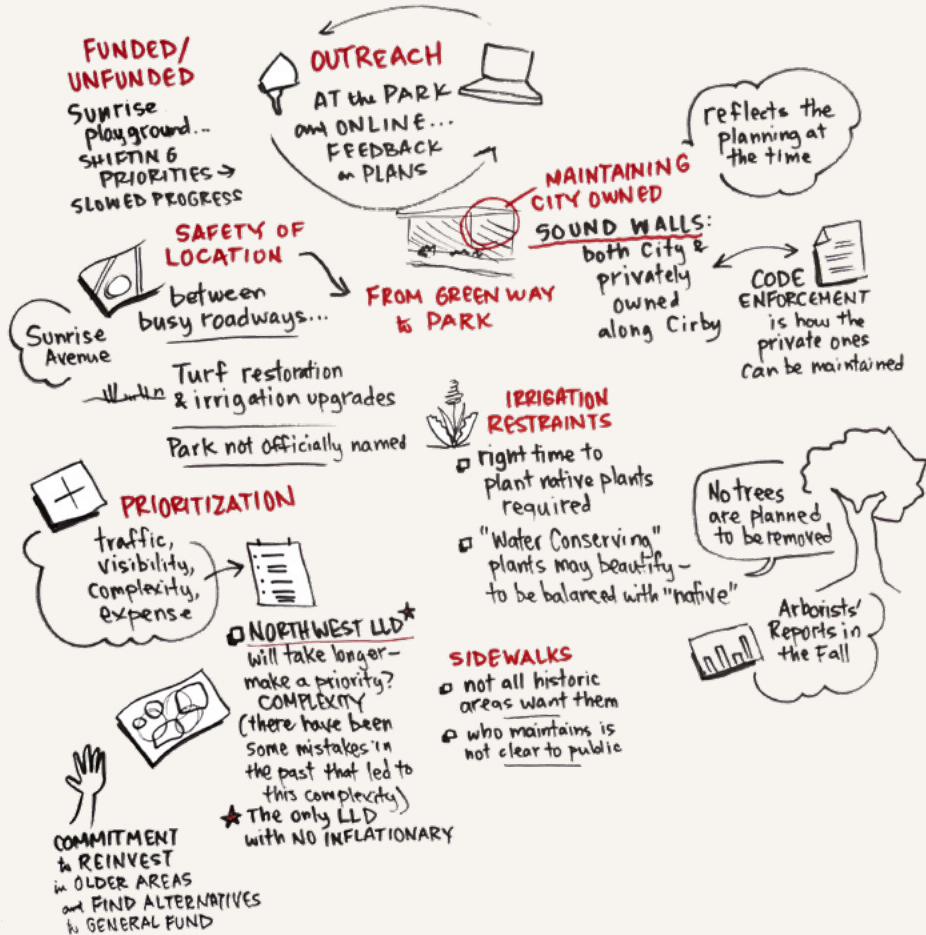 FUNDED/
UNFUNDED
Sunrise
playground...
SHIFTING
PRIORITIES →
SLOWED PROGRESS
OUTREACH
AT the PARK
and ONLINE...
FEEDBACK
on PLANS
reflects the
planning at
the time
MAINTAINING
CITY OWNED
SOUND WALLS:
both City &
privately
owned
along Cirby
CODE
ENFORCEMENT
is how the
private ones
can be maintained
SAFETY OF
LOCATION
between
busy roadways...
Sunrise
Avenue
FROM GREENWAY
to PARK
Turf restoration
& irrigation upgrades
Park not officially named
IRRIGATION
RESTRAINTS
right time to
plant native plants
required
"Water Conserving"
plants may beautify-
to be balanced with "native"
No trees
are planned
to be removed
Arborists'
Reports in
the Fall
PRIORITIZATION
traffic,
visibility,
complexity,
expense
NORTHWEST LLD★
will take longer-
make a priority?
COMPLEXITY
(there have been
some mistakes in
the past that led to
this complexity)
★ The only LLD
with NO INFLATIONARY
SIDEWALKS
not all historic
areas want them
who maintains is
not clear to public
COMMITMENT
to REINVEST
in OLDER AREAS
and FIND ALTERNATIVES
to GENERAL FUND